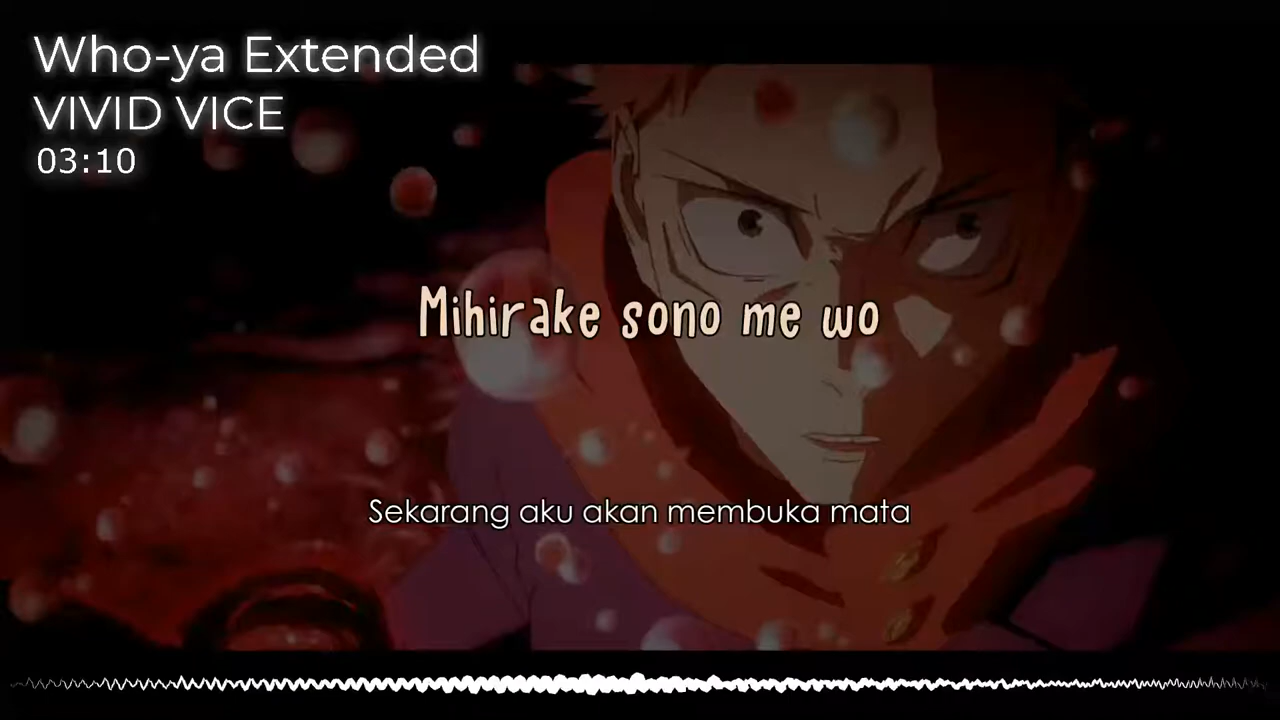 Who-ya Extended
VIVID VICE
03:10
Mihirake sono me wo
Sekarang aku akan membuka mata